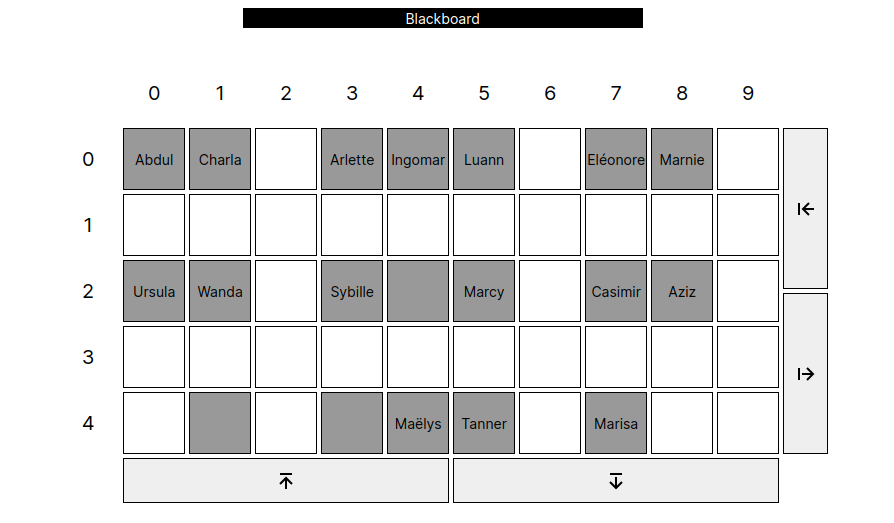 Blackboard
0 1 2 3 4 5 6 7 8 9
0 Abdul Charla Arlette Ingomar Luann Eléonore Marnie
1
2 Ursula Wanda Sybille Marcy Casimir Aziz
3
4 Maëlys Tanner Marisa